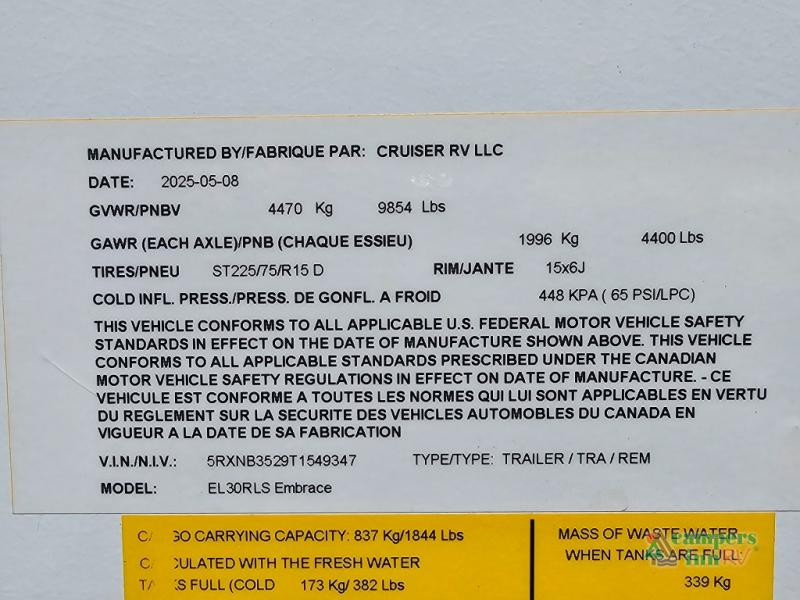 MANUFACTURED BY/FABRIQUE PAR: CRUISER RV LLC
DATE: 2025-05-08
GVWR/PNBV 4470 Kg 9854 Lbs
GAWR (EACH AXLE)/PNB (CHAQUE ESSIEU) 1996 Kg 4400 Lbs
TIRES/PNEU ST225/75/R15 D RIM/JANTE 15x6J
COLD INFL. PRESS./PRESS. DE GONFL. A FROID 448 KPA ( 65 PSI/LPC)
THIS VEHICLE CONFORMS TO ALL APPLICABLE U.S. FEDERAL MOTOR VEHICLE SAFETY
STANDARDS IN EFFECT ON THE DATE OF MANUFACTURE SHOWN ABOVE. THIS VEHICLE
CONFORMS TO ALL APPLICABLE STANDARDS PRESCRIBED UNDER THE CANADIAN
MOTOR VEHICLE SAFETY REGULATIONS IN EFFECT ON DATE OF MANUFACTURE. - CE
VEHICULE EST CONFORME A TOUTES LES NORMES QUI LUI SONT APPLICABLES EN VERTU
DU REGLEMENT SUR LA SECURITE DES VEHICLES AUTOMOBLES DU CANADA EN
VIGUEUR A LA DATE DE SA FABRICATION
V.I.N./N.I.V.: 5RXNB3529T1549347 TYPE/TYPE: TRAILER / TRA / REM
MODEL: EL30RLS Embrace
CARRYING CAPACITY: 837 Kg/1844 Lbs
WITH THE FRESH WATER
FULL (COLD 173 Kg/ 382 Lbs
MASS OF WASTE WATER
WHEN TANKS ARE FULL:
339 Kg
campers
inn RV